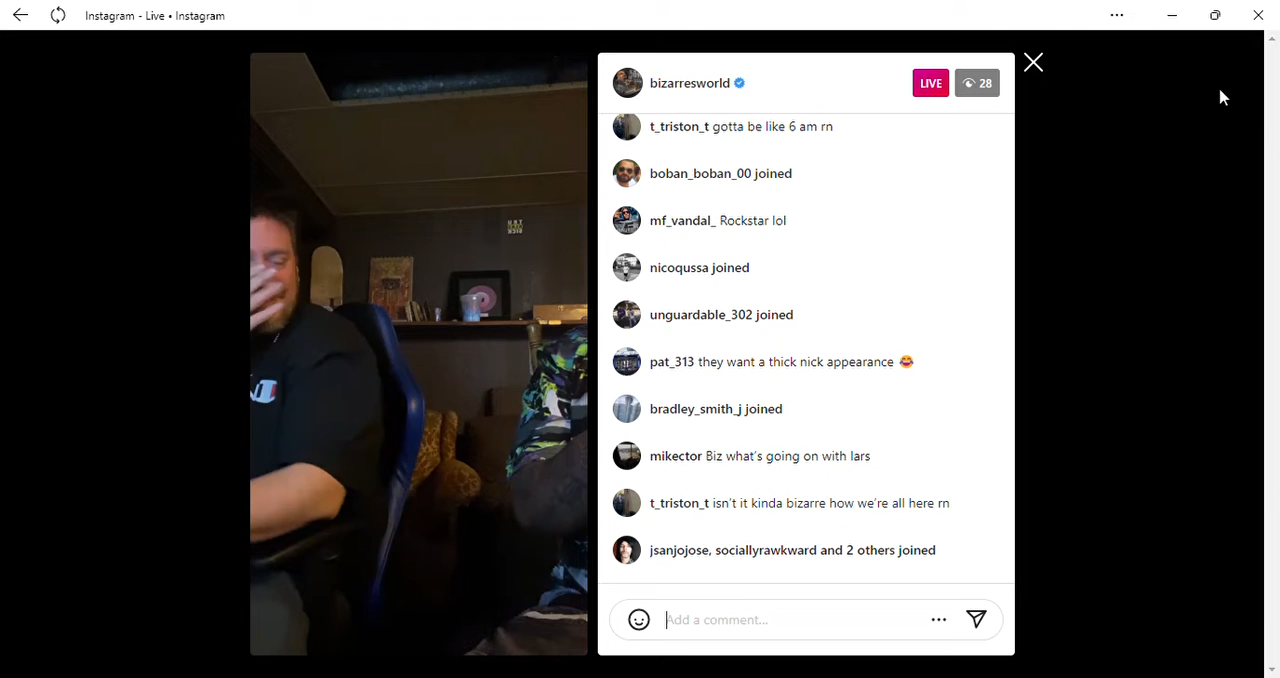 Instagram - Live • Instagram
bizarresworld
LIVE
28
t_triston_t gotta be like 6 am rn
boban_boban_00 joined
mf_vandal_ Rockstar lol
nicoqussa joined
unguardable_302 joined
pat_313 they want a thick nick appearance 😂
bradley_smith_j joined
mikector Biz what's going on with lars
t_triston_t isn't it kinda bizarre how we're all here rn
jsanjojose, sociallyrawkward and 2 others joined
Add a comment...